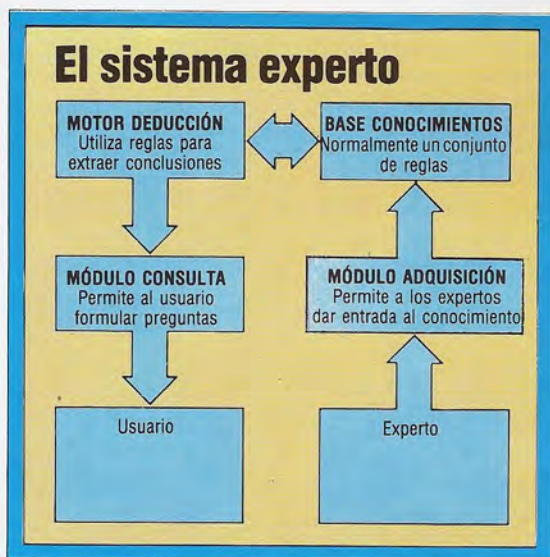 El sistema experto
MOTOR DEDUCCIÓN
Utiliza reglas para
extraer conclusiones
BASE CONOCIMIENTOS
Normalmente un conjunto
de reglas
MÓDULO CONSULTA
Permite al usuario
formular preguntas
MÓDULO ADQUISICIÓN
Permite a los expertos
dar entrada al conocimiento
Usuario
Experto